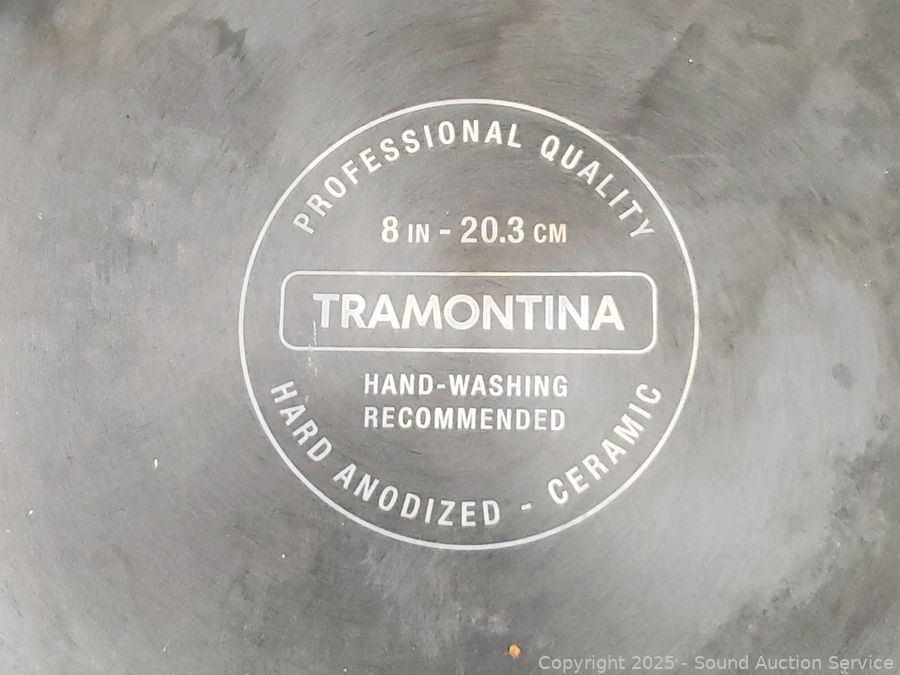 PROFESSIONAL QUALITY
8 IN - 20.3 CM
TRAMONTINA
HAND-WASHING
RECOMMENDED
HARD ANODIZED - CERAMIC
Copyright 2025 - Sound Auction Service